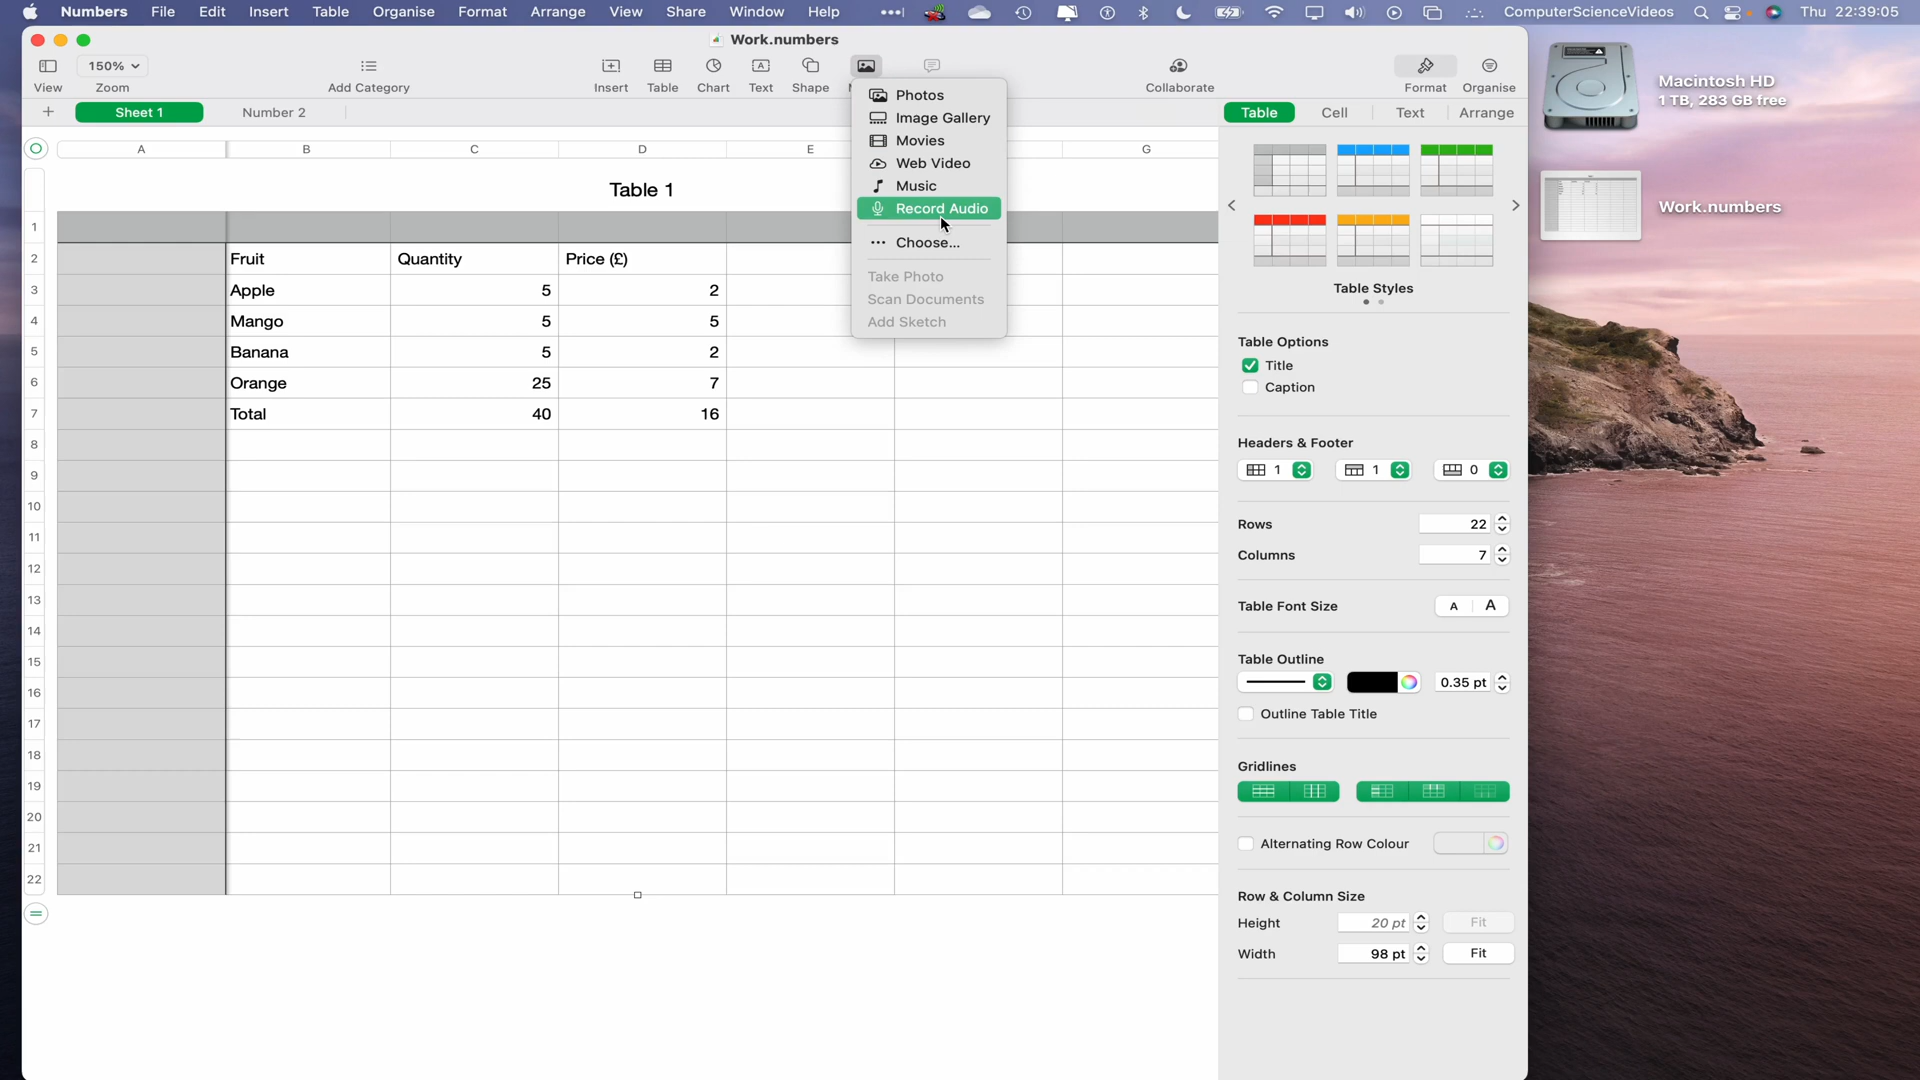 Numbers File Edit Insert Table Organise Format Arrange View Share Window Help ComputerScienceVideos Thu 22:39:05
Work.numbers
150%
View Zoom Add Category Insert Table Chart Text Shape Collaborate Format Organise
Sheet 1 Number 2
Table Cell Text Arrange
Photos
Image Gallery
Movies
Web Video
Music
Record Audio
Choose...
Take Photo
Scan Documents
Add Sketch
Macintosh HD
1 TB, 283 GB free
Work.numbers
A B C D E G
Table 1
1
2 Fruit Quantity Price (£)
3 Apple 5 2
4 Mango 5 5
5 Banana 5 2
6 Orange 25 7
7 Total 40 16
8
9
10
11
12
13
14
15
16
17
18
19
20
21
22
Table Styles
Table Options
Title
Caption
Headers & Footer
1 1 0
Rows 22
Columns 7
Table Font Size A A
Table Outline
0.35 pt
Outline Table Title
Gridlines
Alternating Row Colour
Row & Column Size
Height 20 pt Fit
Width 98 pt Fit